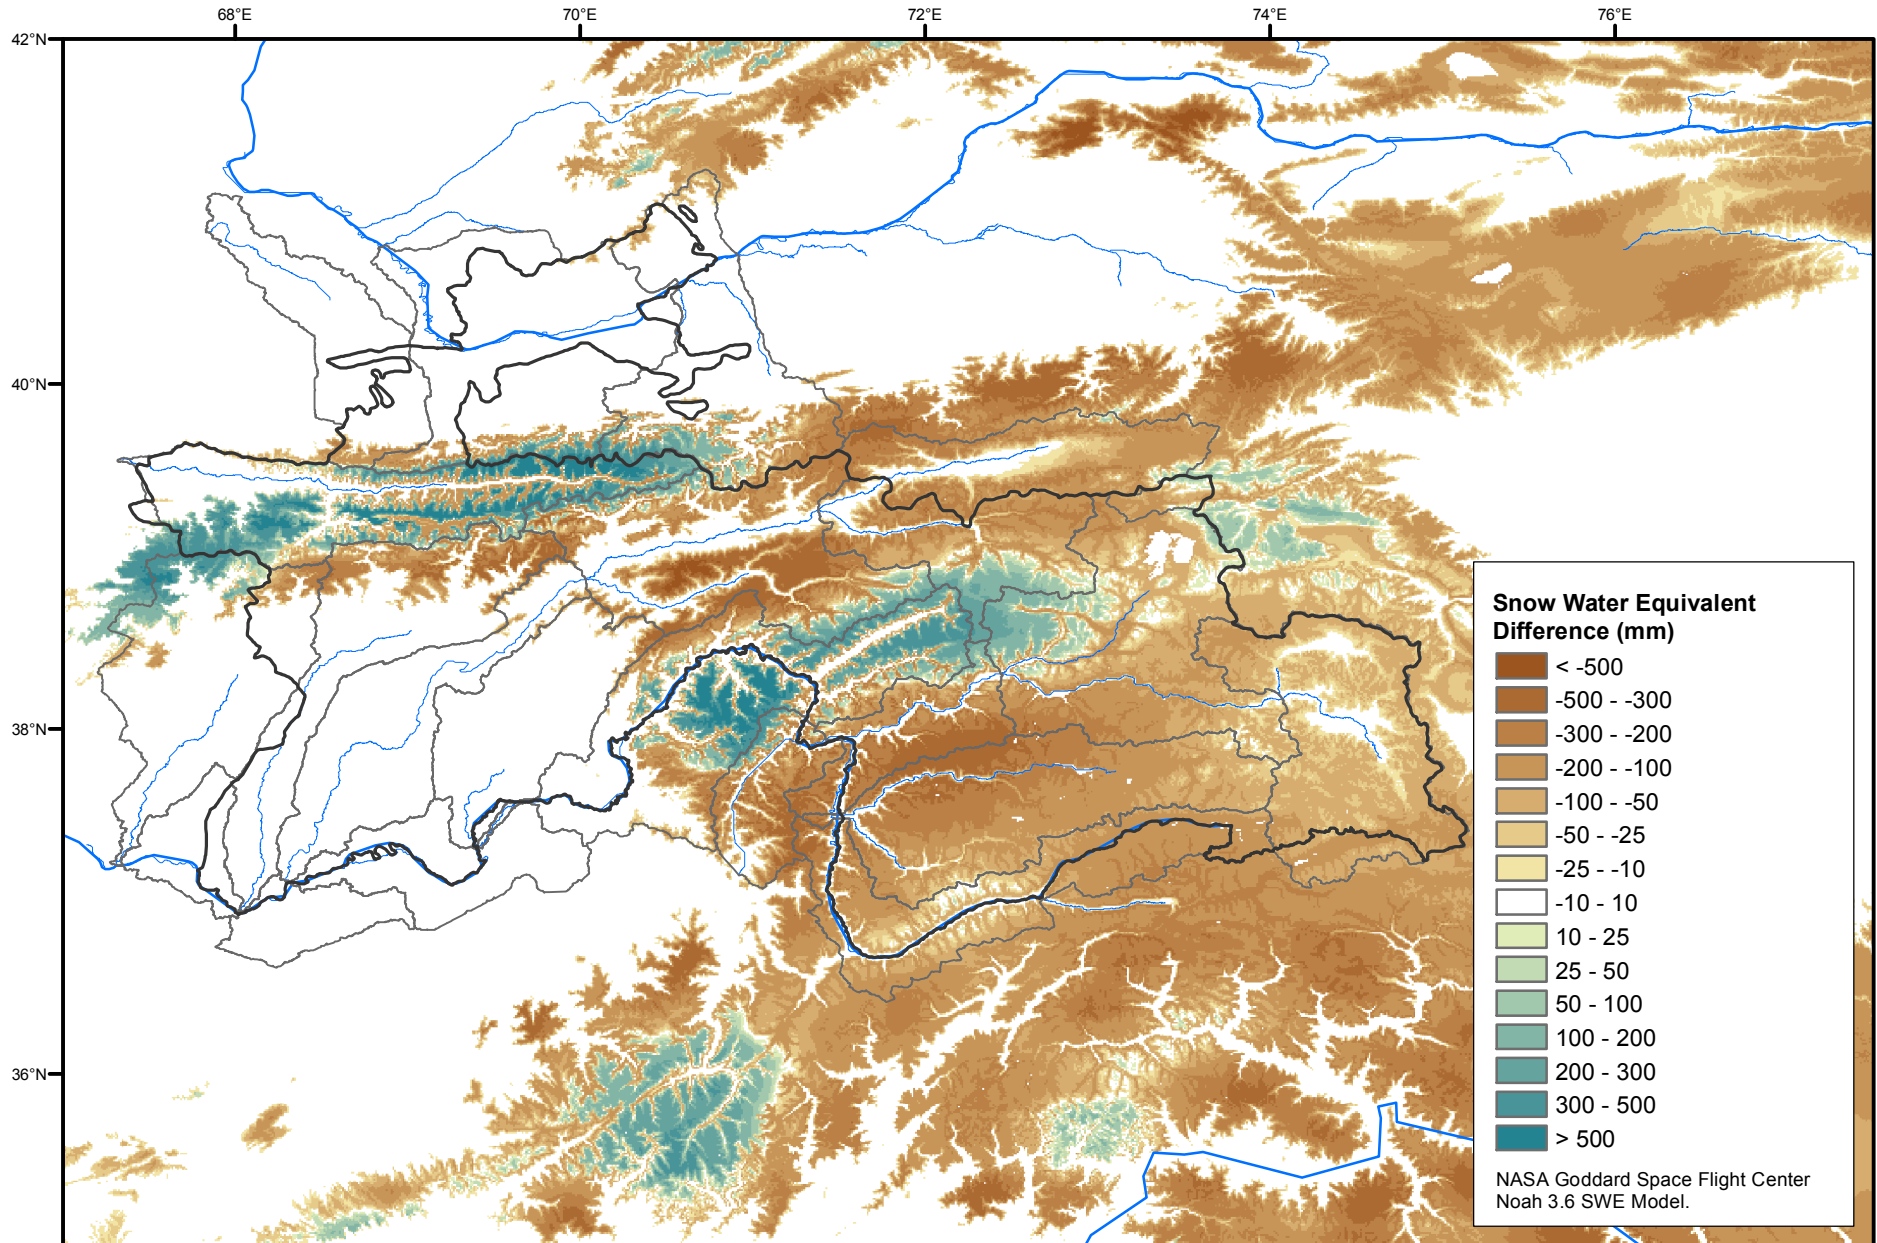 68°E
70°E
72°E
74°E
76°E
42°N
40°N
38°N
36°N
Snow Water Equivalent
Difference (mm)
< -500
-500 - -300
-300 - -200
-200 - -100
-100 - -50
-50 - -25
-25 - -10
-10 - 10
10 - 25
25 - 50
50 - 100
100 - 200
200 - 300
300 - 500
> 500
NASA Goddard Space Flight Center
Noah 3.6 SWE Model.